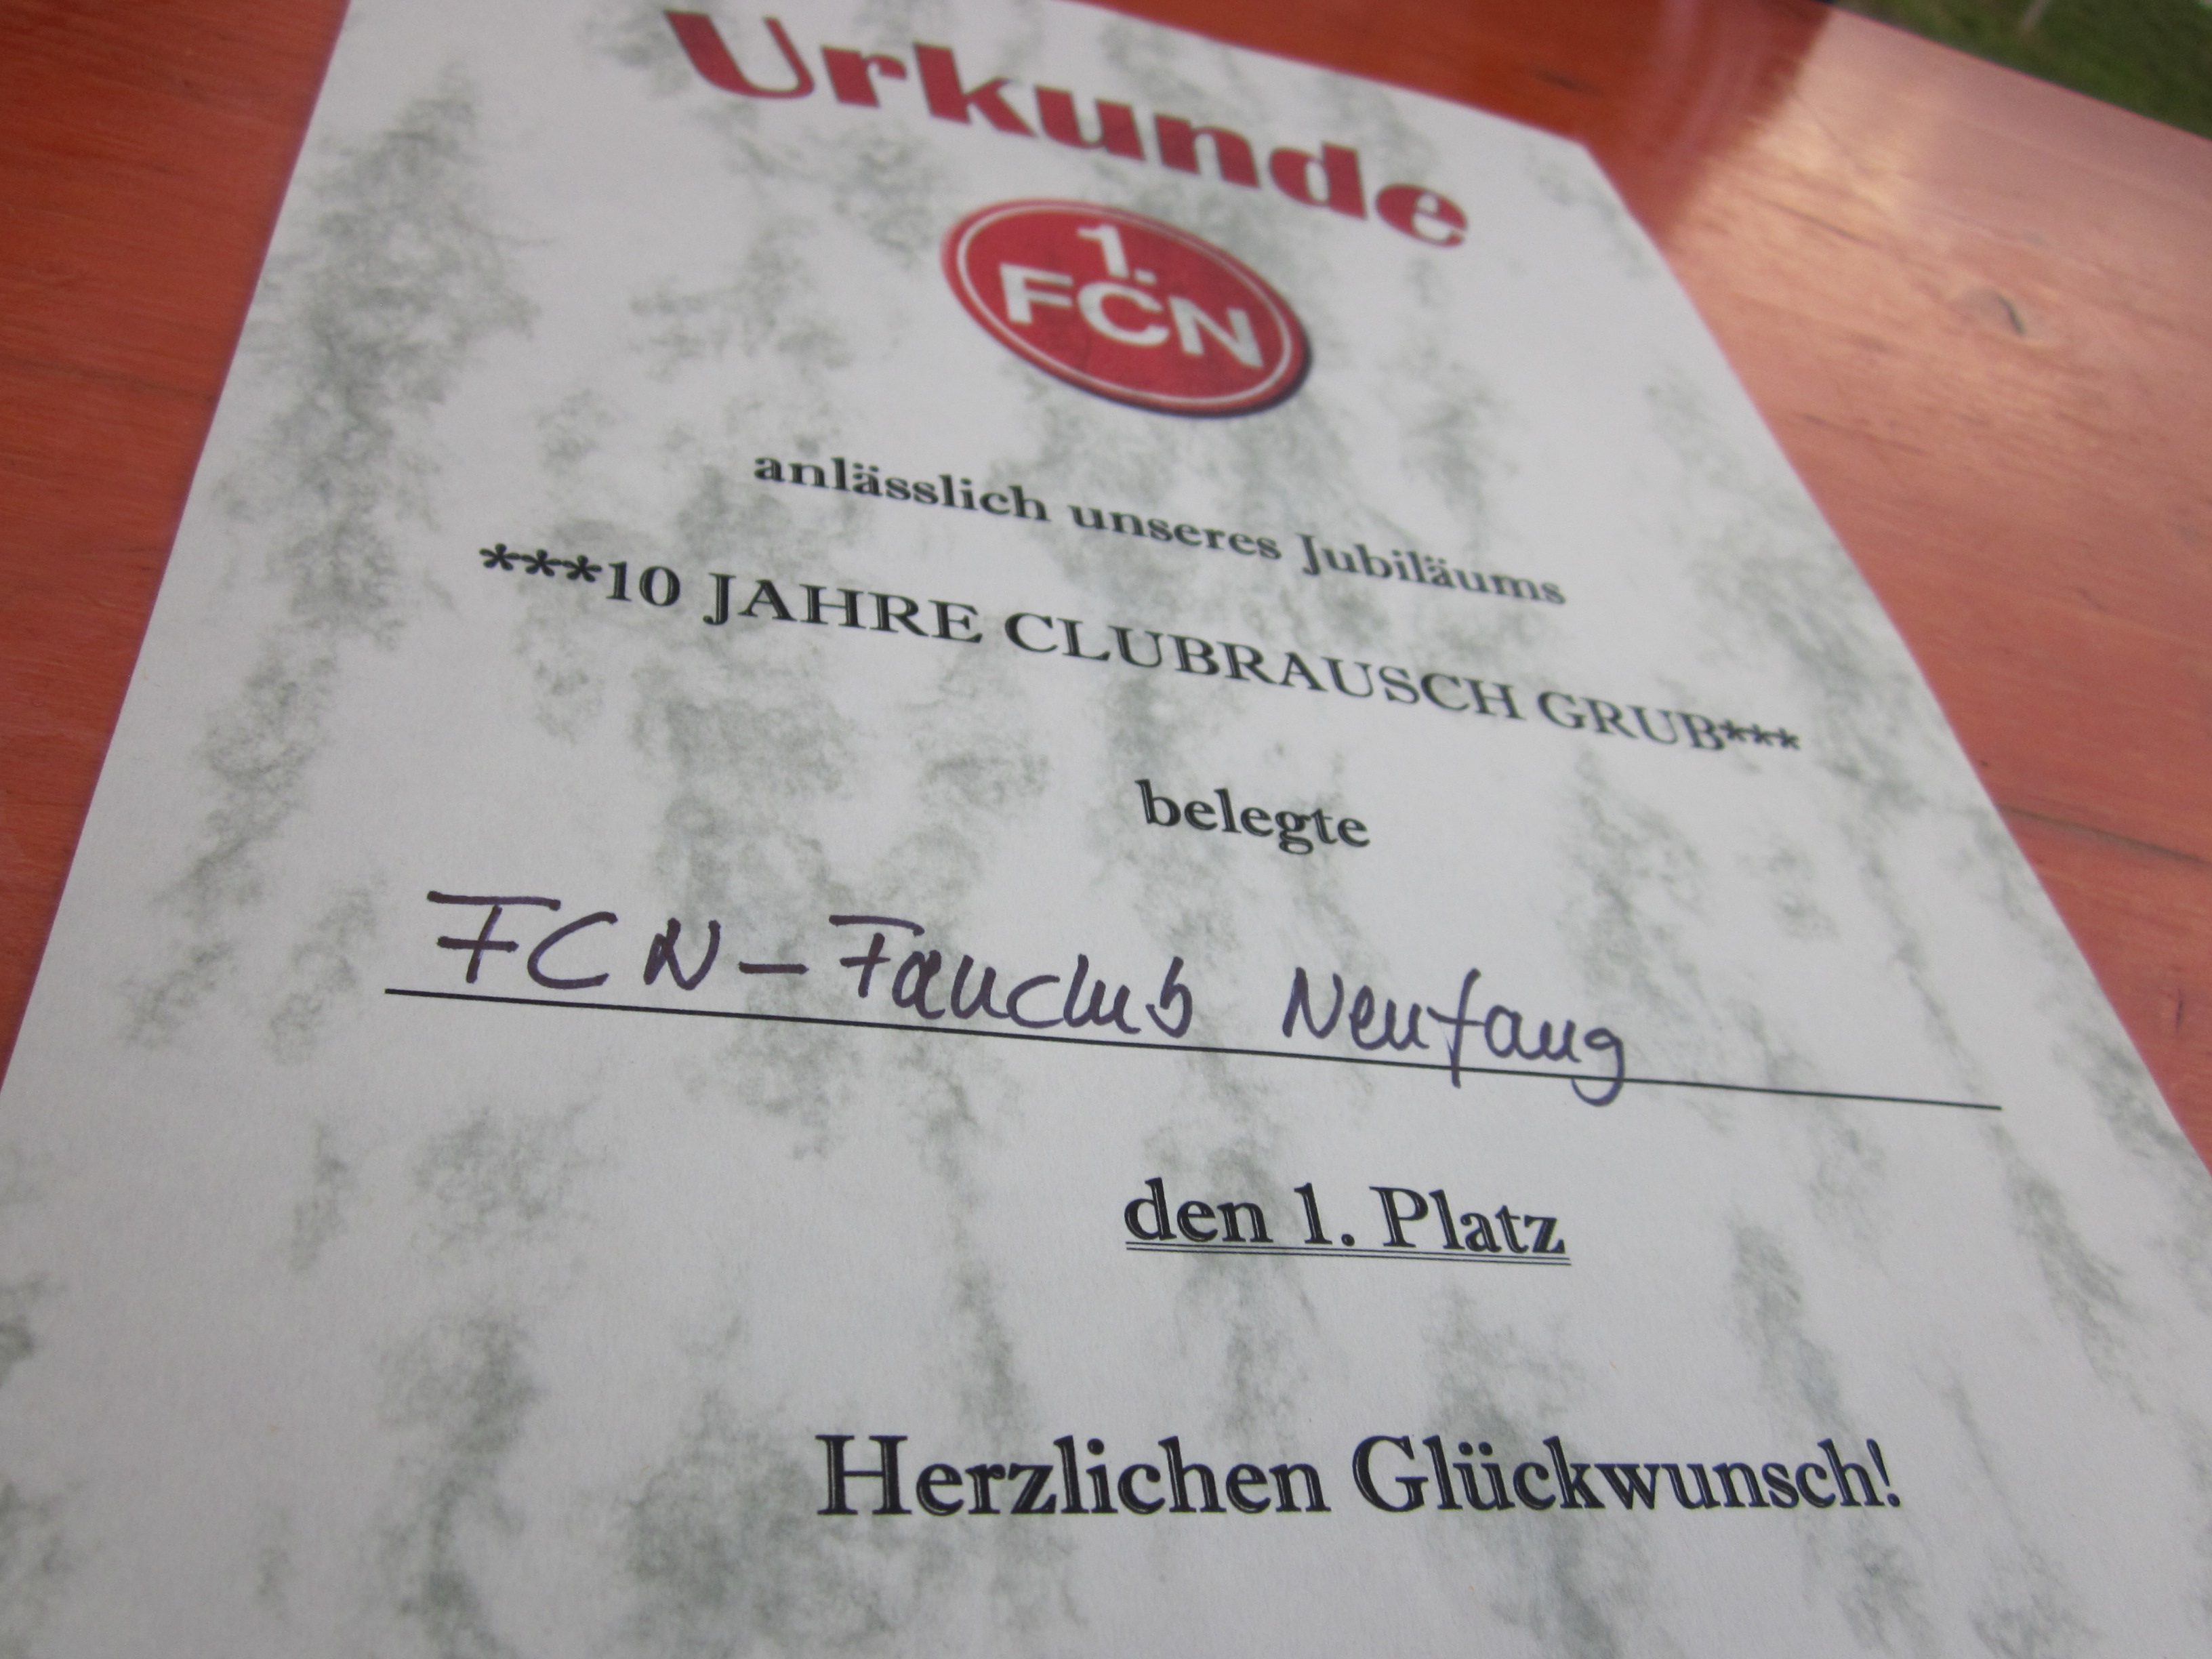 Urkunde
1.
FCN
anlässlich unseres Jubiläums
***10 JAHRE CLUBRAUSCH GRUB***
belegte
FCN - Fanclub Neufang
den 1. Platz
Herzlichen Glückwunsch!